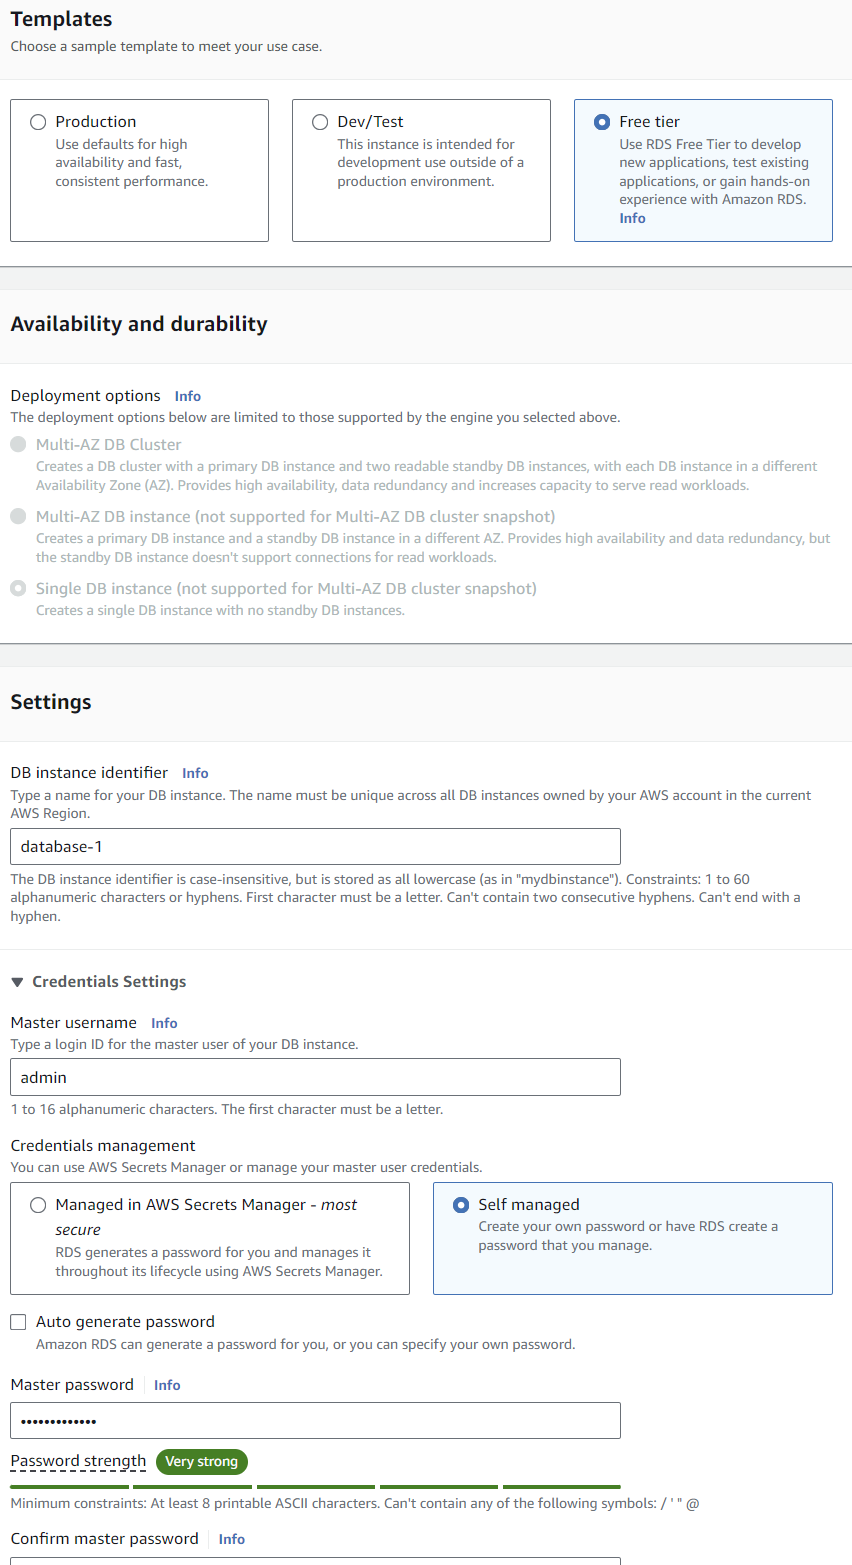 Templates
Choose a sample template to meet your use case.
Production
Use defaults for high
availability and fast,
consistent performance.
Dev/Test
This instance is intended for
development use outside of a
production environment.
Free tier
Use RDS Free Tier to develop
new applications, test existing
applications, or gain hands-on
experience with Amazon RDS.
Info
Availability and durability
Deployment options Info
The deployment options below are limited to those supported by the engine you selected above.
Multi-AZ DB Cluster
Creates a DB cluster with a primary DB instance and two readable standby DB instances, with each DB instance in a different
Availability Zone (AZ). Provides high availability, data redundancy and increases capacity to serve read workloads.
Multi-AZ DB instance (not supported for Multi-AZ DB cluster snapshot)
Creates a primary DB instance and a standby DB instance in a different AZ. Provides high availability and data redundancy, but
the standby DB instance doesn't support connections for read workloads.
Single DB instance (not supported for Multi-AZ DB cluster snapshot)
Creates a single DB instance with no standby DB instances.
Settings
DB instance identifier Info
Type a name for your DB instance. The name must be unique across all DB instances owned by your AWS account in the current
AWS Region.
database-1
The DB instance identifier is case-insensitive, but is stored as all lowercase (as in "mydbinstance"). Constraints: 1 to 60
alphanumeric characters or hyphens. First character must be a letter. Can't contain two consecutive hyphens. Can't end with a
hyphen.
Credentials Settings
Master username Info
Type a login ID for the master user of your DB instance.
admin
1 to 16 alphanumeric characters. The first character must be a letter.
Credentials management
You can use AWS Secrets Manager or manage your master user credentials.
Managed in AWS Secrets Manager - most
secure
RDS generates a password for you and manages it
throughout its lifecycle using AWS Secrets Manager.
Self managed
Create your own password or have RDS create a
password that you manage.
Auto generate password
Amazon RDS can generate a password for you, or you can specify your own password.
Master password Info
•••••••••••••
Password strength Very strong
Minimum constraints: At least 8 printable ASCII characters. Can't contain any of the following symbols: / ' " @
Confirm master password Info